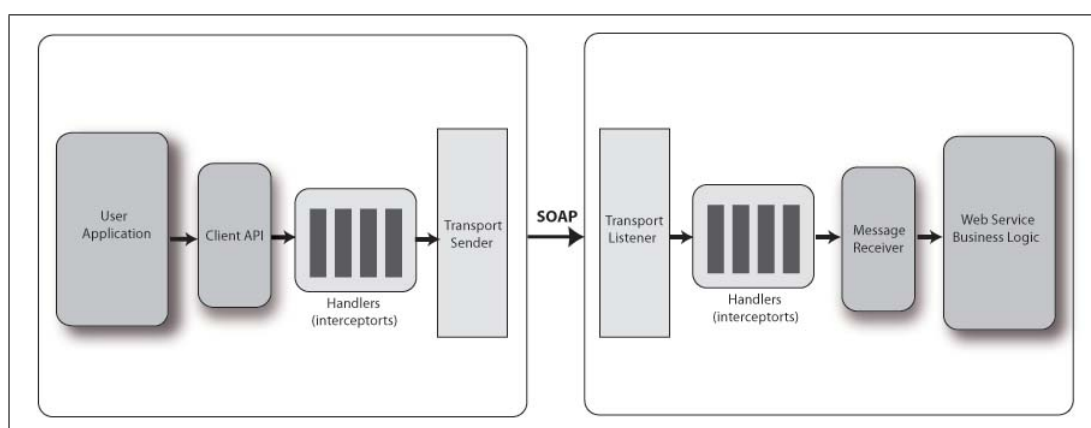 User
Application
Client API
Handlers
(interceptorts)
Transport
Sender
SOAP
Transport
Listener
Handlers
(interceptorts)
Message
Receiver
Web Service
Business Logic